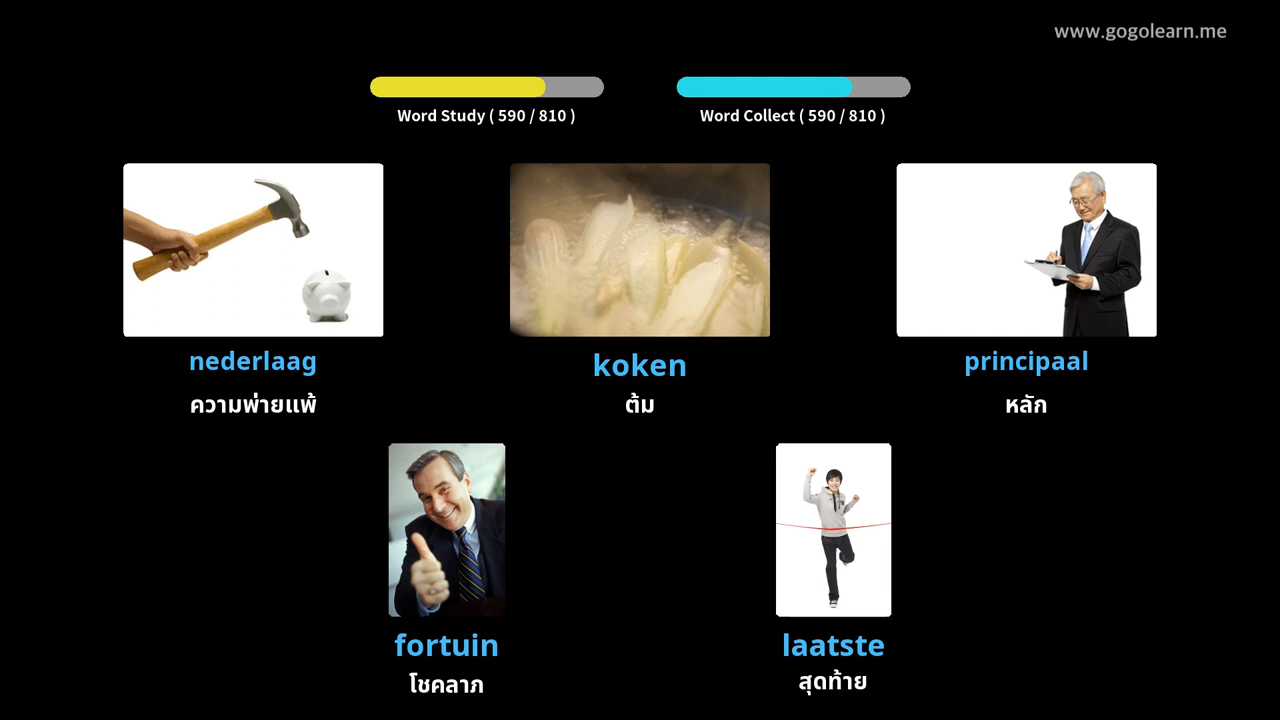 www.gogolearn.me
Word Study ( 590 / 810 )
Word Collect ( 590 / 810 )
nederlaag
ความพ่ายแพ้
koken
ต้ม
principaal
หลัก
fortuin
โชคลาภ
laatste
สุดท้าย